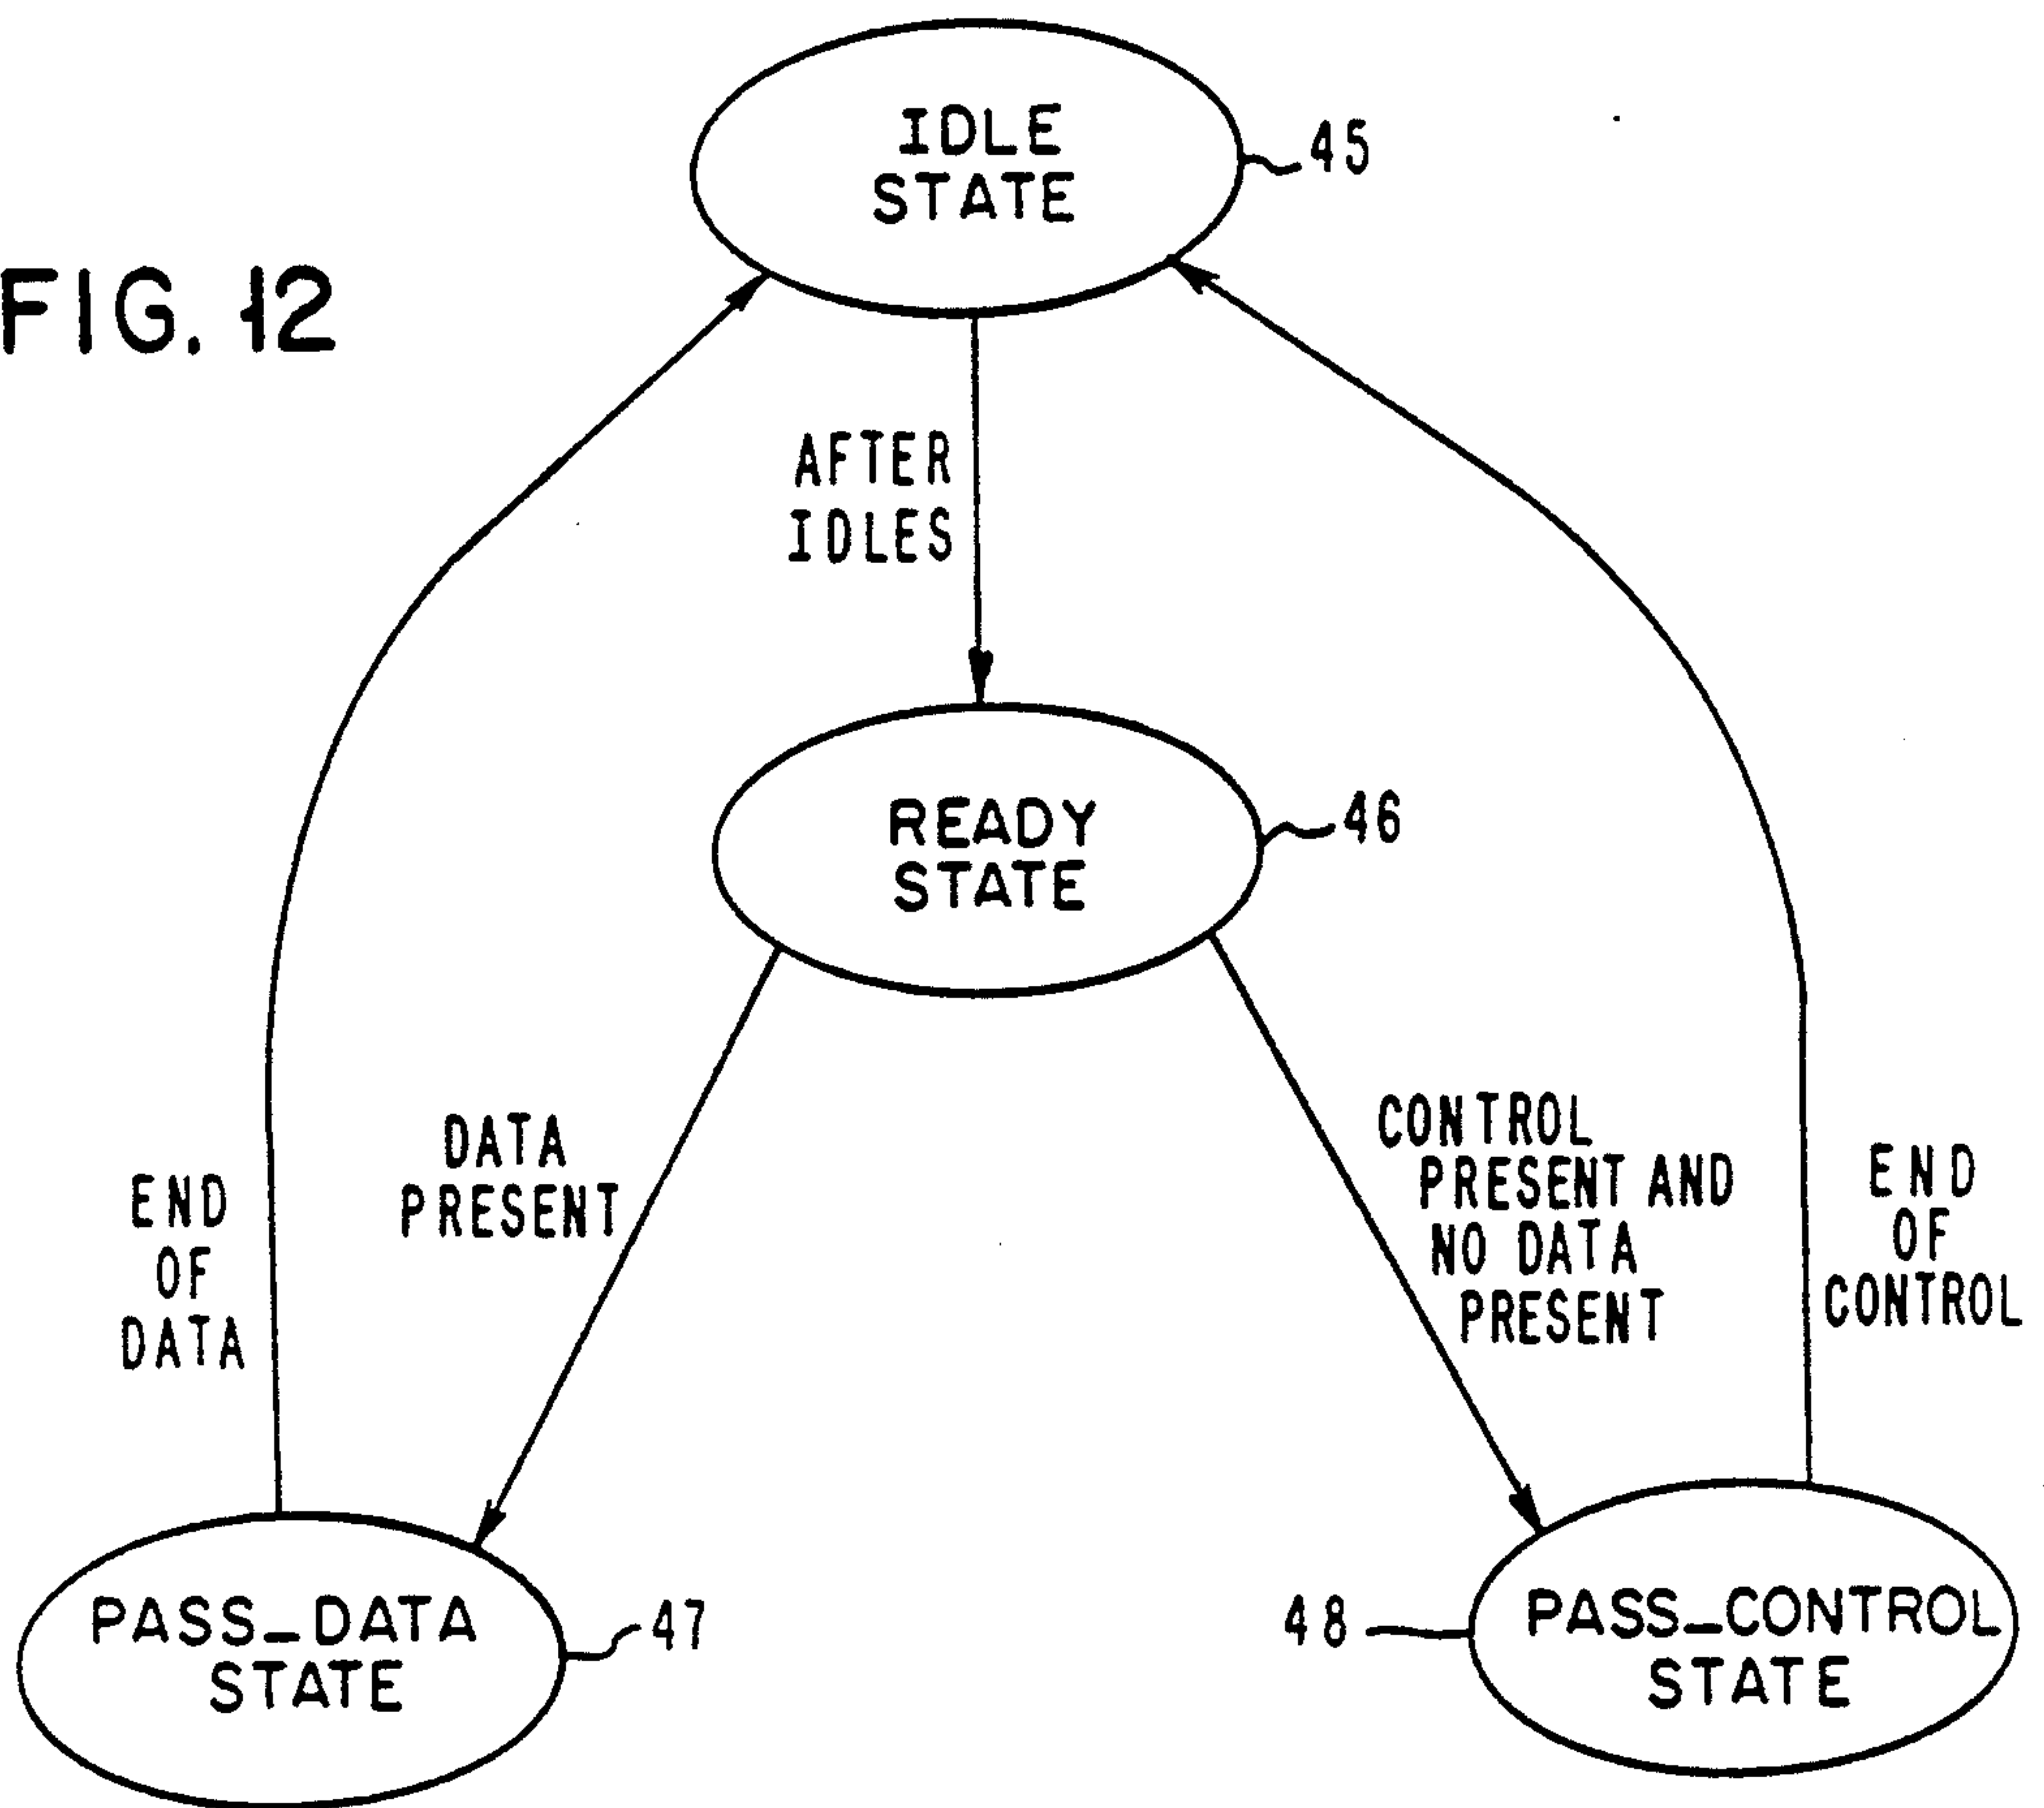 IDLE
STATE
45
FIG. 12
AFTER
IDLES
READY
STATE
46
END
OF
DATA
DATA
PRESENT
CONTROL
PRESENT AND
NO DATA
PRESENT
END
OF
CONTROL
PASS_DATA
STATE
47
48
PASS_CONTROL
STATE